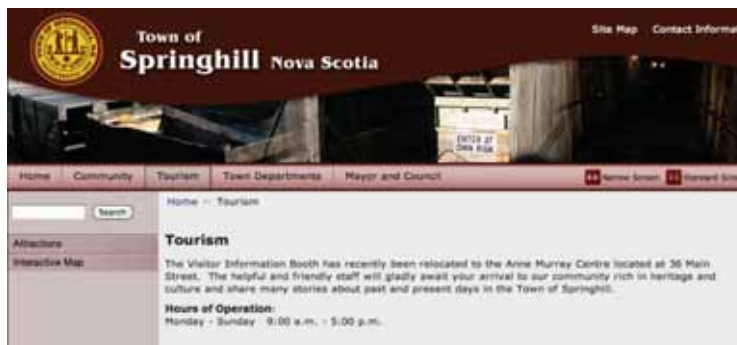 Town of
Springhill Nova Scotia
Site Map Contact Informa
ENTER AT
OWN RISK
Home Community Tourism Town Departments Mayor and Council Narrow Screen Standard Scre
Search
Home -- Tourism
Attractions
Interactive Map
Tourism
The Visitor Information Booth has recently been relocated to the Anne Murray Centre located at 36 Main
Street. The helpful and friendly staff will gladly await your arrival to our community rich in heritage and
culture and share many stories about past and present days in the Town of Springhill.
Hours of Operation:
Monday - Sunday 9:00 a.m. - 5:00 p.m.